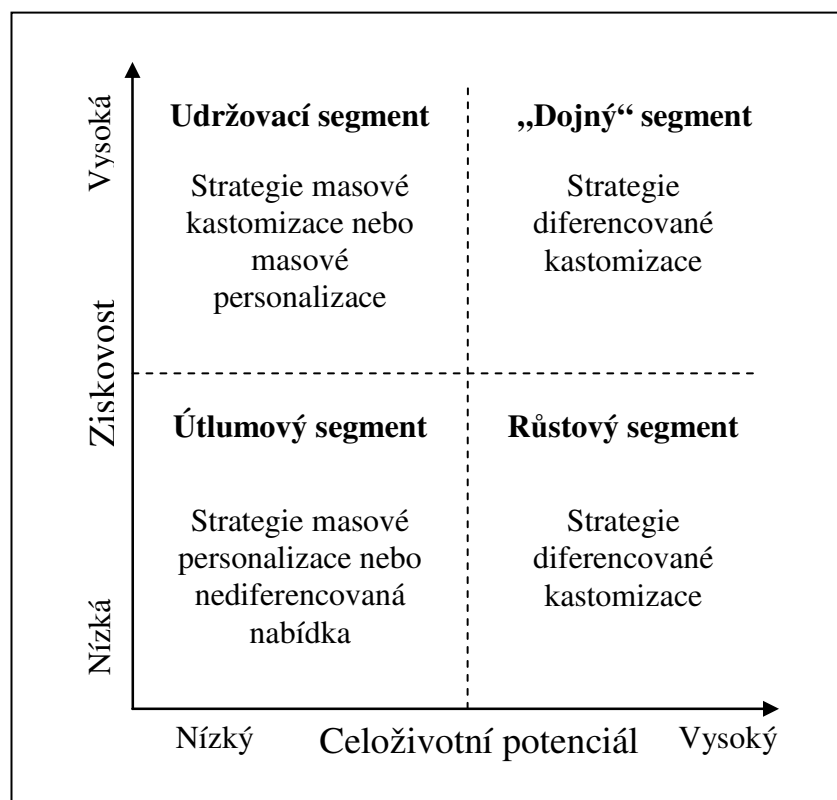 Vysoká
Ziskovost
Nízká
Udržovací segment
Strategie masové
kastomizace nebo
masové
personalizace
„Dojný“ segment
Strategie
diferencované
kastomizace
Útlumový segment
Strategie masové
personalizace nebo
nediferencovaná
nabídka
Růstový segment
Strategie
diferencované
kastomizace
Nízký
Celoživotní potenciál
Vysoký